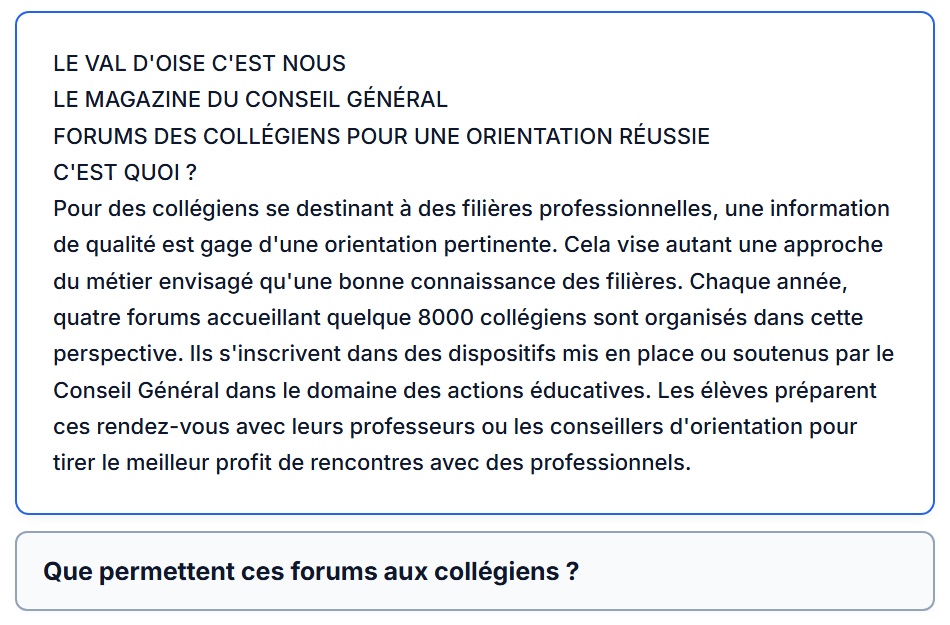 LE VAL D'OISE C'EST NOUS
LE MAGAZINE DU CONSEIL GÉNÉRAL
FORUMS DES COLLÉGIENS POUR UNE ORIENTATION RÉUSSIE
C'EST QUOI ?
Pour des collégiens se destinant à des filières professionnelles, une information
de qualité est gage d'une orientation pertinente. Cela vise autant une approche
du métier envisagé qu'une bonne connaissance des filières. Chaque année,
quatre forums accueillant quelque 8000 collégiens sont organisés dans cette
perspective. Ils s'inscrivent dans des dispositifs mis en place ou soutenus par le
Conseil Général dans le domaine des actions éducatives. Les élèves préparent
ces rendez-vous avec leurs professeurs ou les conseillers d'orientation pour
tirer le meilleur profit de rencontres avec des professionnels.
Que permettent ces forums aux collégiens ?